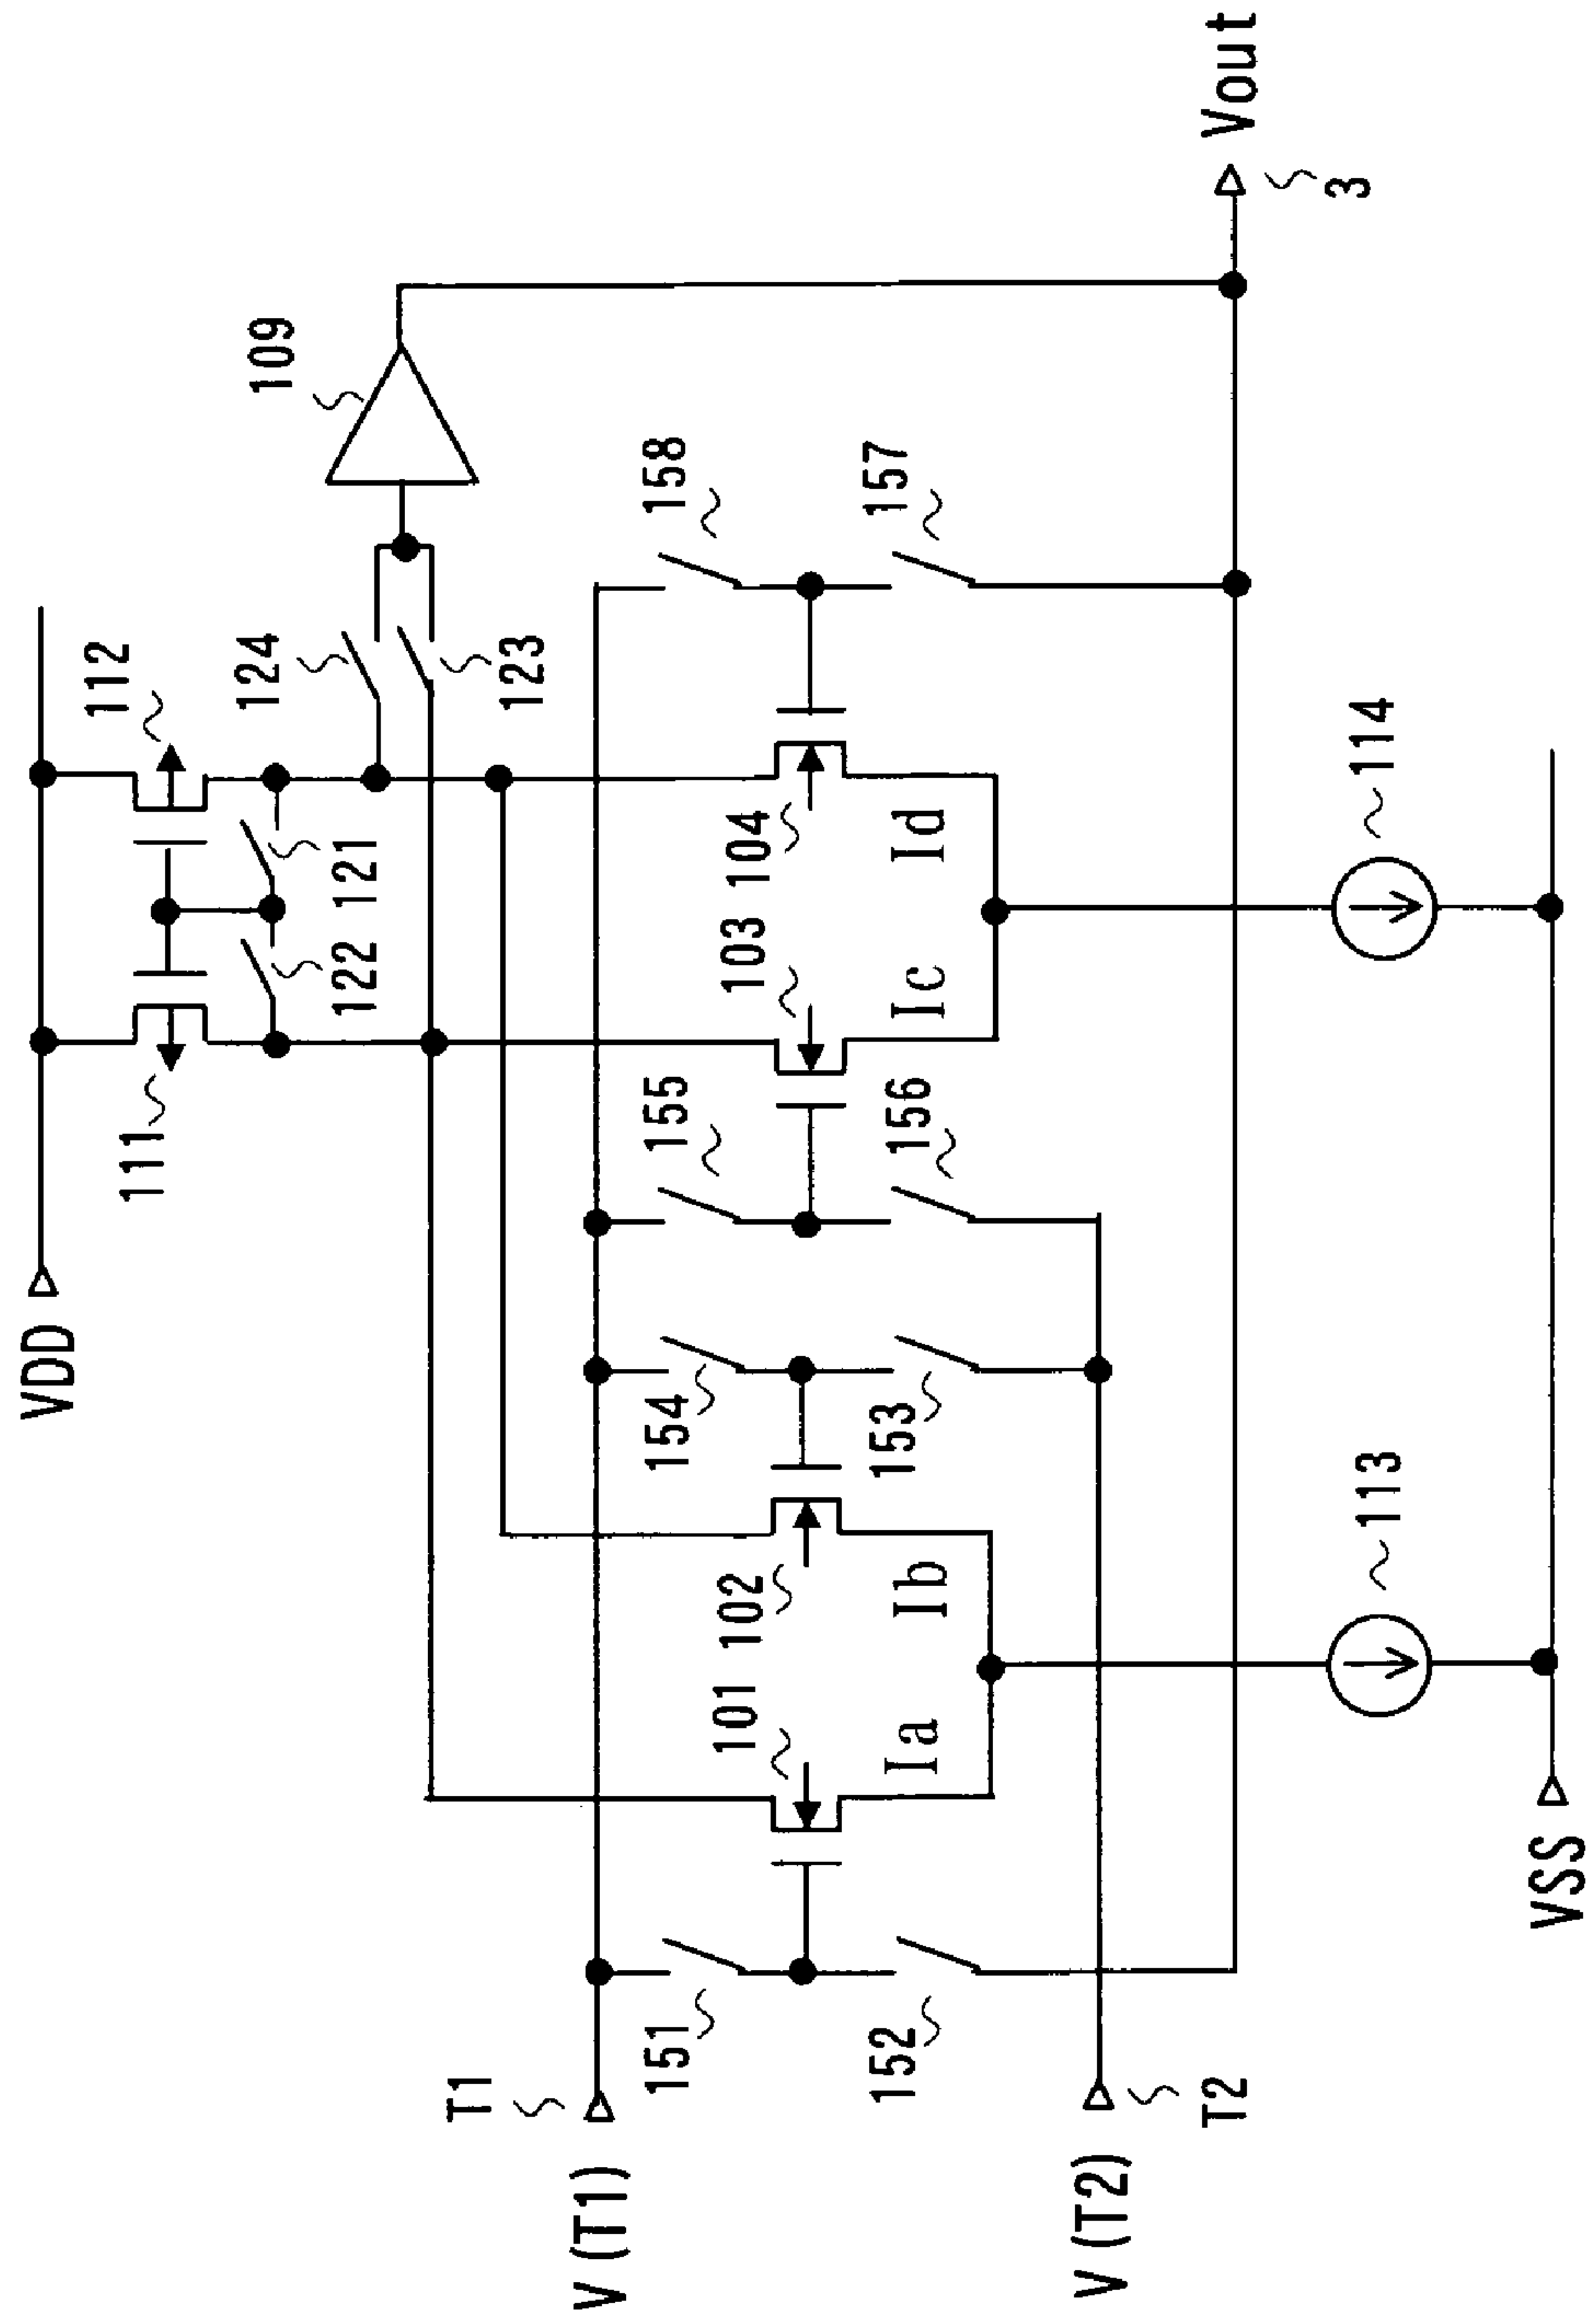 VDD
111
112
122
121
124
123
109
T1
V (T1)
151
154
155
158
101
102
103
104
Ia
Ib
Ic
Id
152
153
156
157
V (T2)
T2
Vout
3
113
114
VSS